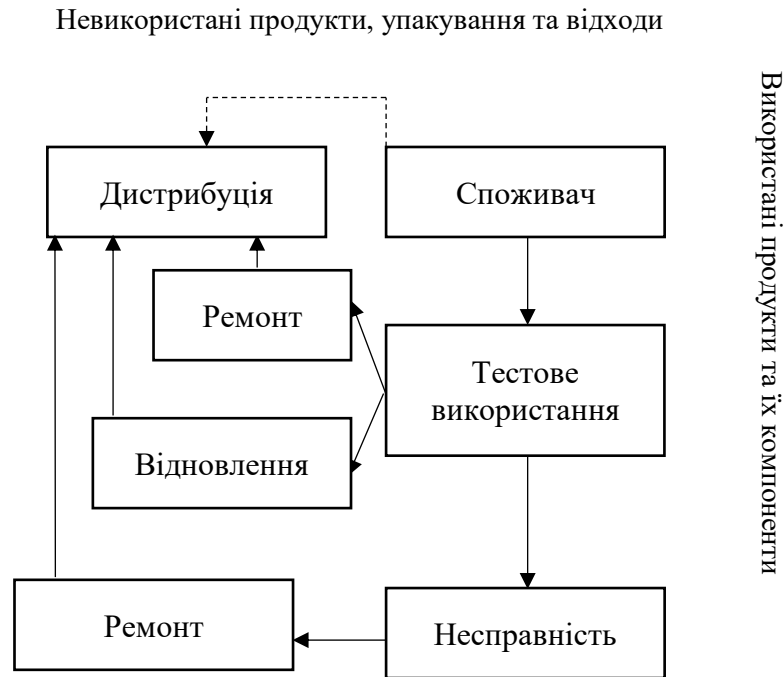 Невикористані продукти, упакування та відходи
Дистрибуція
Споживач
Ремонт
Тестове
використання
Відновлення
Ремонт
Несправність
Використані продукти та їх компоненти